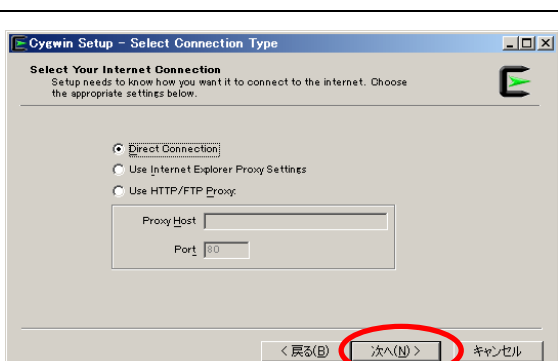 Cygwin Setup - Select Connection Type
Select Your Internet Connection
Setup needs to know how you want it to connect to the internet. Choose
the appropriate settings below.
Direct Connection
Use Internet Explorer Proxy Settings
Use HTTP/FTP Proxy:
Proxy Host
Port 80
< 戻る(B) 次へ(N) > キャンセル